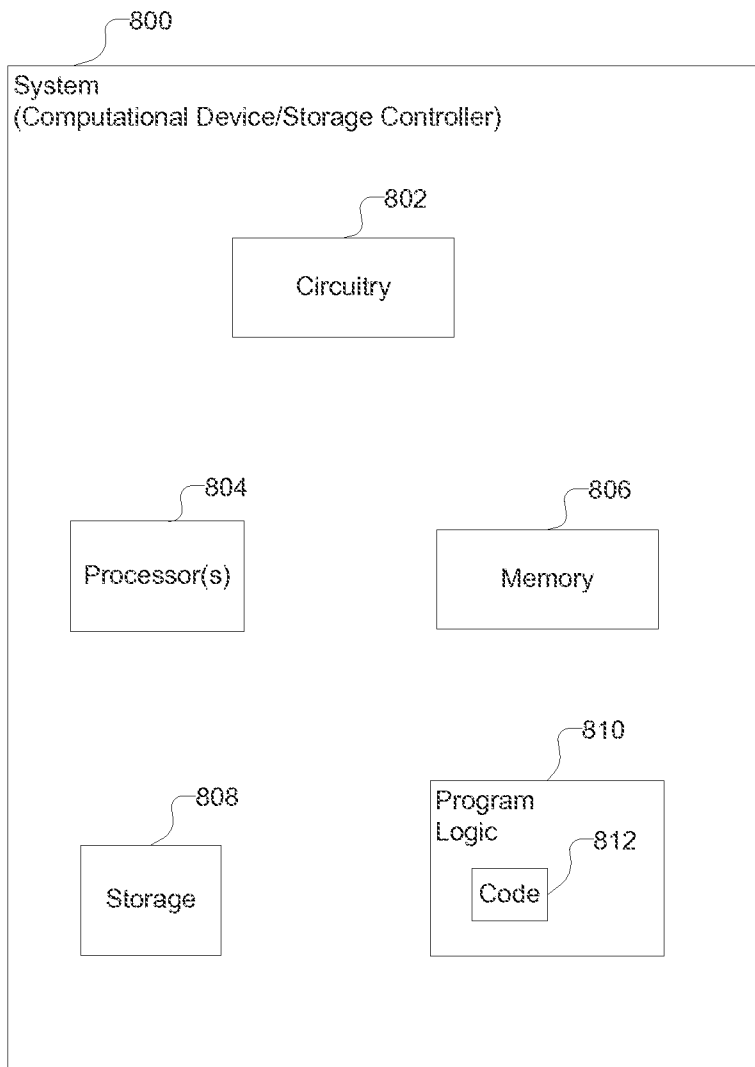 800
System
(Computational Device/Storage Controller)
802
Circuitry
804
Processor(s)
806
Memory
810
Program
Logic
812
Code
808
Storage